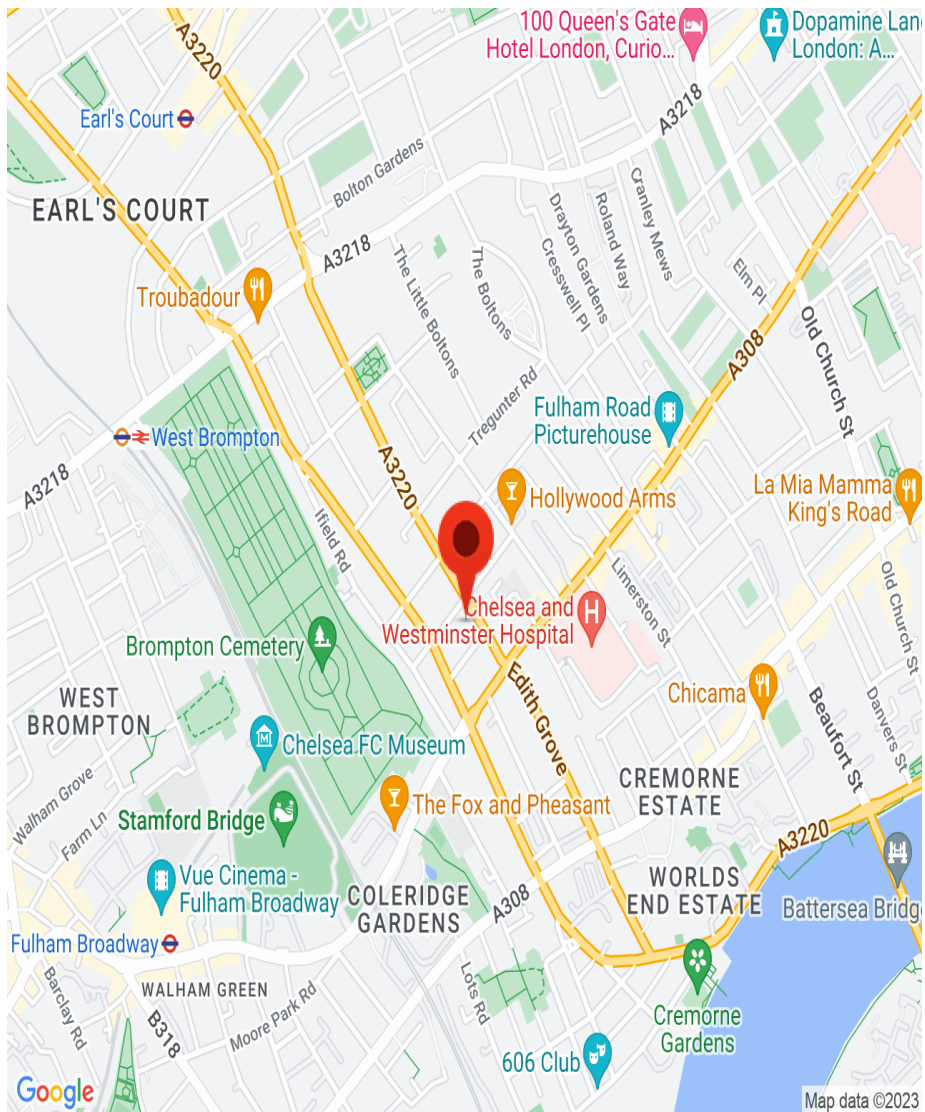 100 Queen's Gate
Hotel London, Curio...
Dopamine Lan
London: A...
A3220
Earl's Court
A3218
Bolton Gardens
EARL'S COURT
Cranley Mews
Roland Way
Drayton Gardens
Cresswell Pl
A3218
The Little Boltons
The Boltons
Elm Pl
Troubadour
Old Church St
A308
Tregunter Rd
Fulham Road
Picturehouse
West Brompton
A3218
A3220
Hollywood Arms
La Mia Mamma
King's Road
Ifield Rd
Limerston St
Old Church St
Chelsea and
Westminster Hospital
Brompton Cemetery
Edith Grove
Chicama
WEST
BROMPTON
Beaufort St
Danvers St
Chelsea FC Museum
CREMORNE
ESTATE
Walham Grove
Farm Ln
The Fox and Pheasant
Stamford Bridge
A3220
Vue Cinema -
Fulham Broadway
COLERIDGE
GARDENS
A308
WORLDS
END ESTATE
Battersea Bridg
Fulham Broadway
Barclay Rd
WALHAM GREEN
B318
Moore Park Rd
Lots Rd
Cremorne
Gardens
606 Club
Google
Map data ©2023